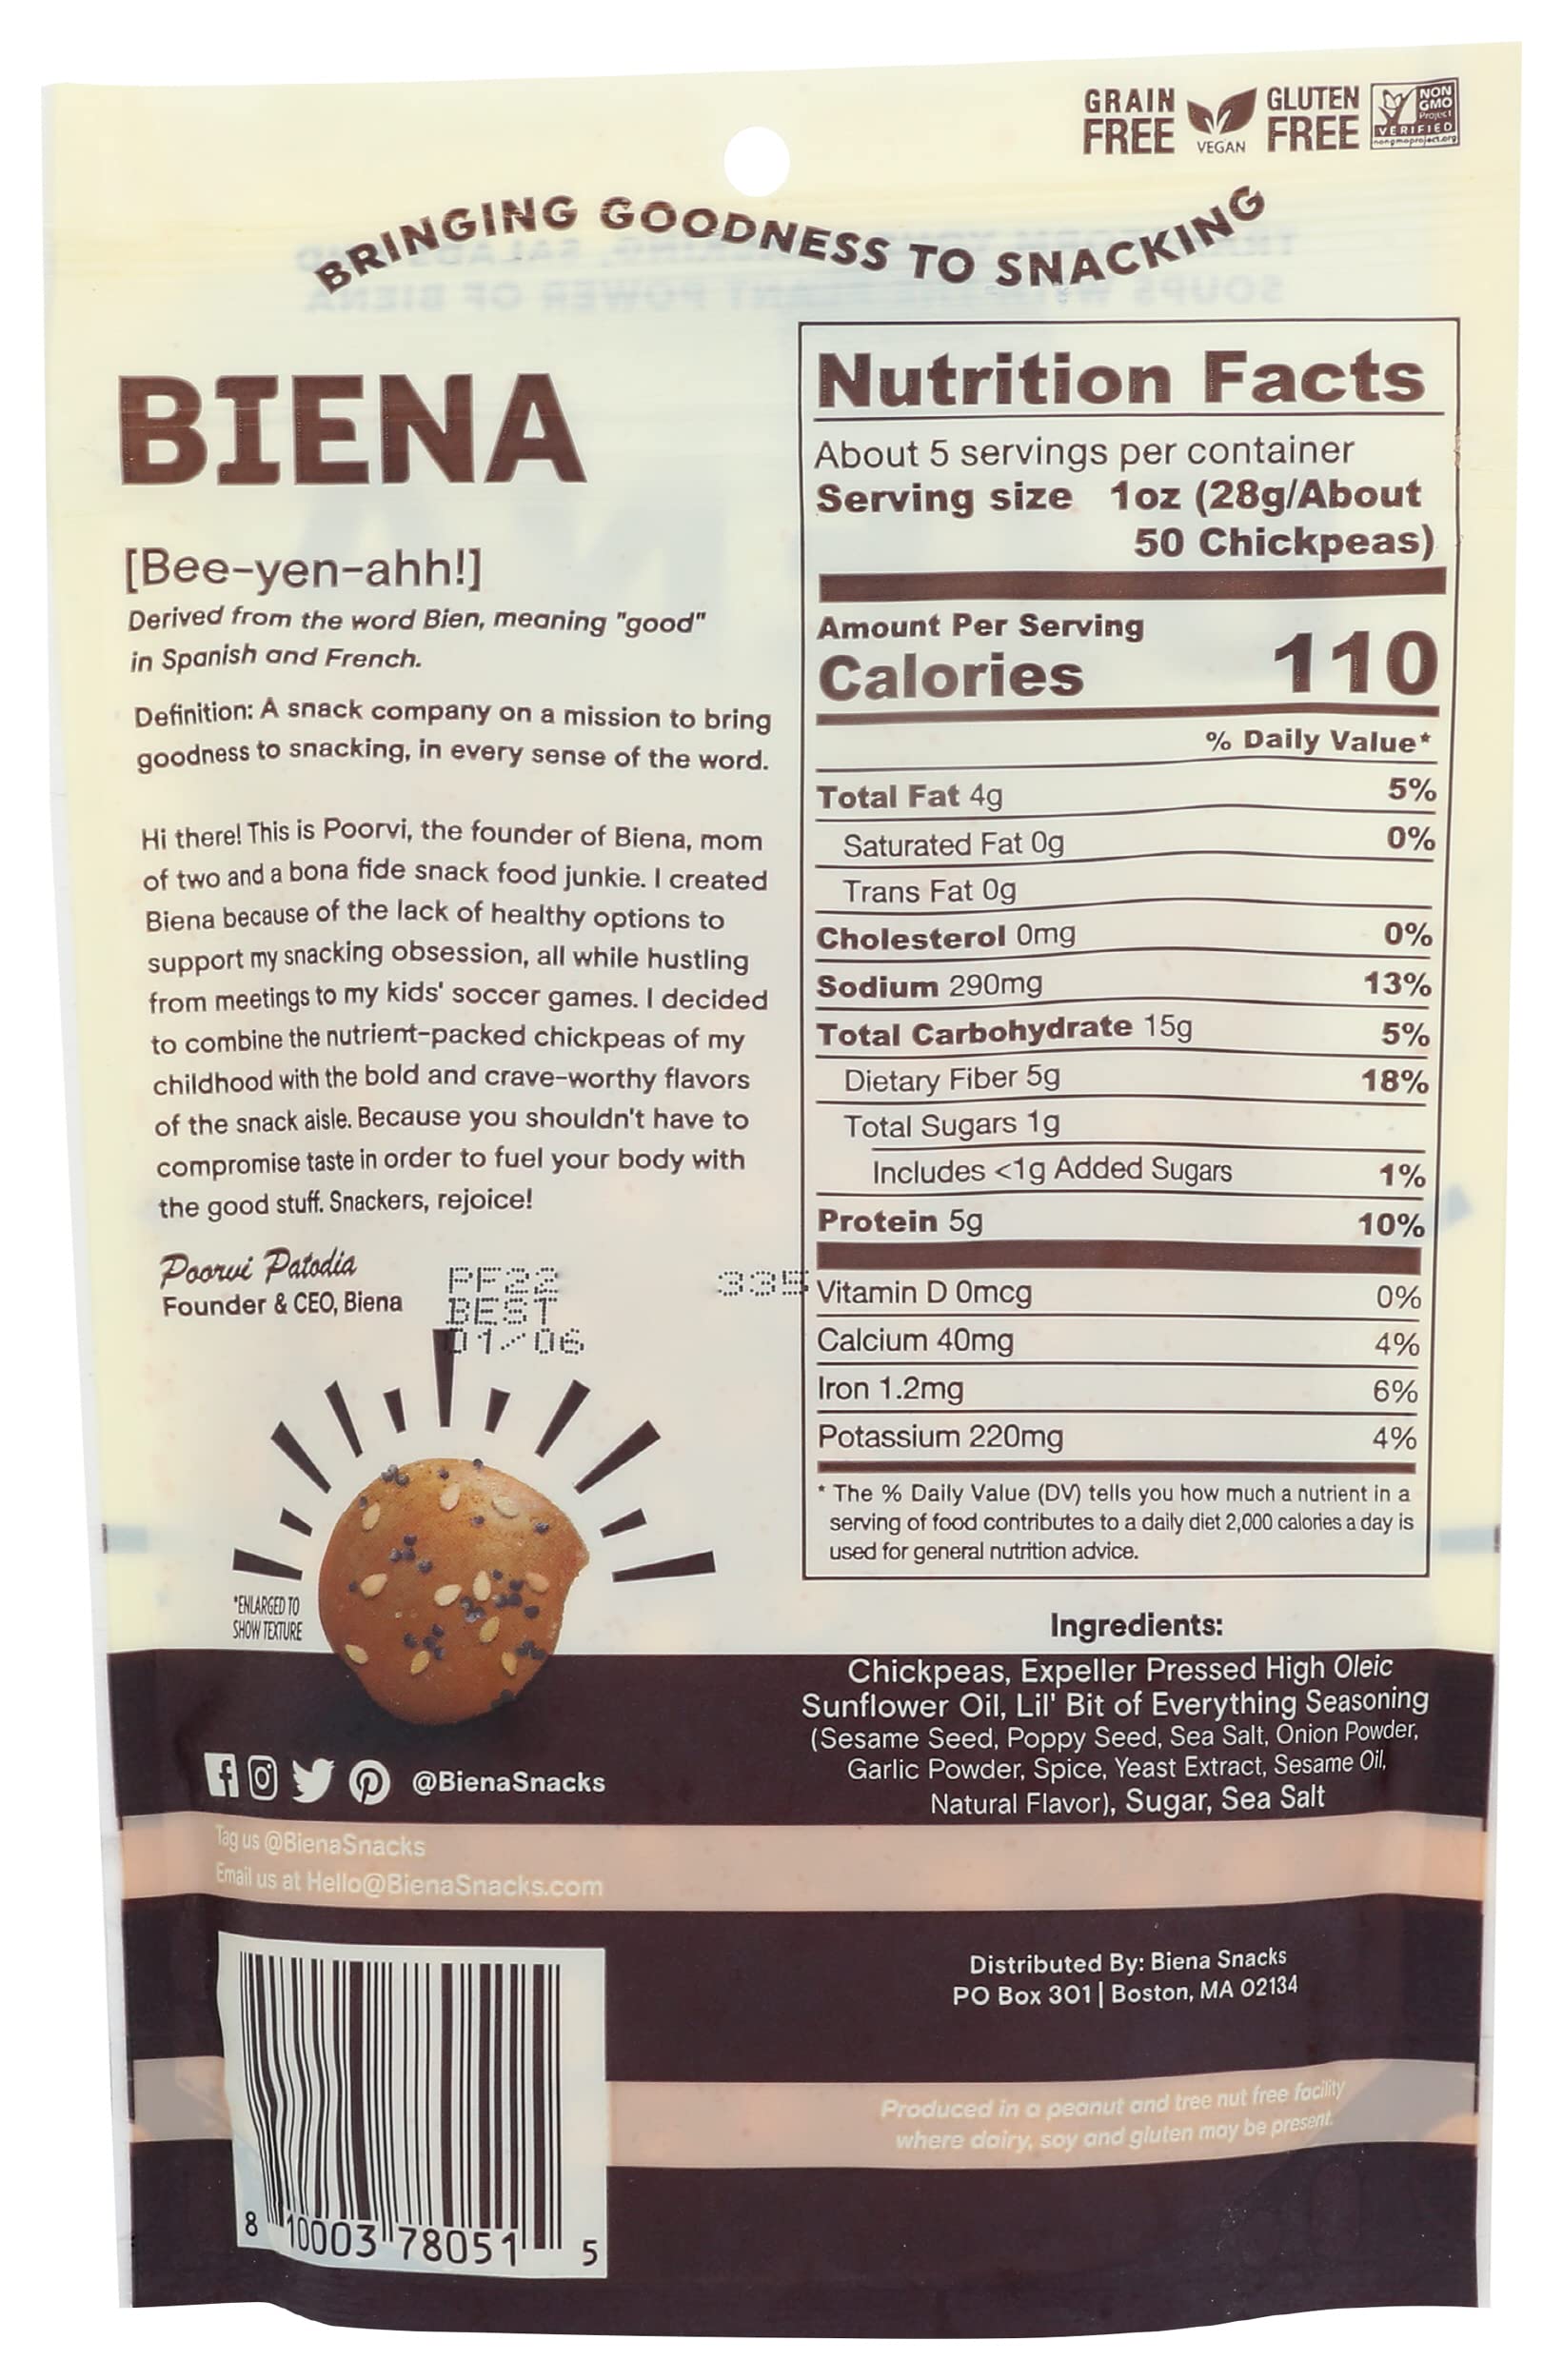 GRAIN
FREE
VEGAN
GLUTEN
FREE
NON
GMO
Project
VERIFIED
nongmoproject.org
BRINGING GOODNESS TO SNACKING
BIENA
[Bee-yen-ahh!]
Derived from the word Bien, meaning "good"
in Spanish and French.
Definition: A snack company on a mission to bring
goodness to snacking, in every sense of the word.
Hi there! This is Poorvi, the founder of Biena, mom
of two and a bona fide snack food junkie. I created
Biena because of the lack of healthy options to
support my snacking obsession, all while hustling
from meetings to my kids' soccer games. I decided
to combine the nutrient-packed chickpeas of my
childhood with the bold and crave-worthy flavors
of the snack aisle. Because you shouldn't have to
compromise taste in order to fuel your body with
the good stuff. Snackers, rejoice!
Poorvi Patodia
Founder & CEO, Biena
PF22 335
BEST
01/06
*ENLARGED TO
SHOW TEXTURE
@BienaSnacks
Tag us @BienaSnacks
Email us at Hello@BienaSnacks.com
8 10003 78051 5
Nutrition Facts
About 5 servings per container
Serving size 1oz (28g/About
50 Chickpeas)
Amount Per Serving
Calories 110
% Daily Value*
Total Fat 4g 5%
Saturated Fat 0g 0%
Trans Fat 0g
Cholesterol 0mg 0%
Sodium 290mg 13%
Total Carbohydrate 15g 5%
Dietary Fiber 5g 18%
Total Sugars 1g
Includes <1g Added Sugars 1%
Protein 5g 10%
Vitamin D 0mcg 0%
Calcium 40mg 4%
Iron 1.2mg 6%
Potassium 220mg 4%
* The % Daily Value (DV) tells you how much a nutrient in a
serving of food contributes to a daily diet 2,000 calories a day is
used for general nutrition advice.
Ingredients:
Chickpeas, Expeller Pressed High Oleic
Sunflower Oil, Lil' Bit of Everything Seasoning
(Sesame Seed, Poppy Seed, Sea Salt, Onion Powder,
Garlic Powder, Spice, Yeast Extract, Sesame Oil,
Natural Flavor), Sugar, Sea Salt
Distributed By: Biena Snacks
PO Box 301 | Boston, MA 02134
Produced in a peanut and tree nut free facility
where dairy, soy and gluten may be present.